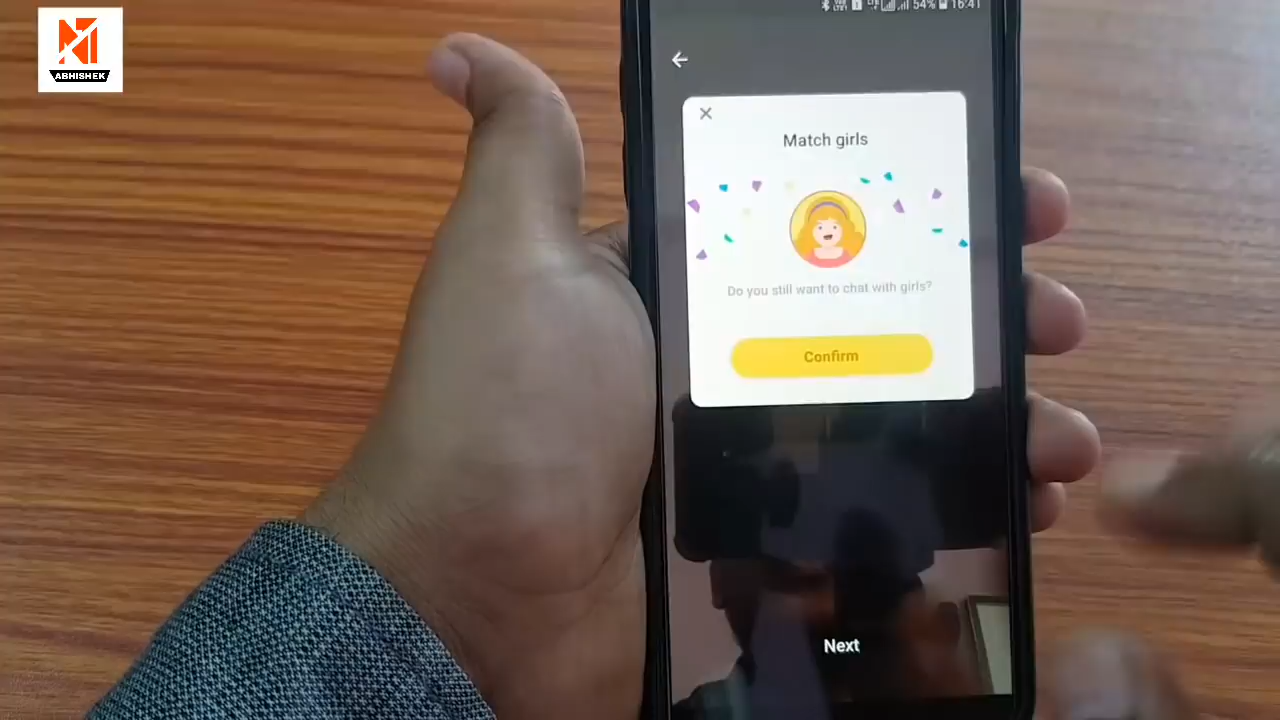 ABHISHEK
54% 16:41
Match girls
Do you still want to chat with girls?
Confirm
Next